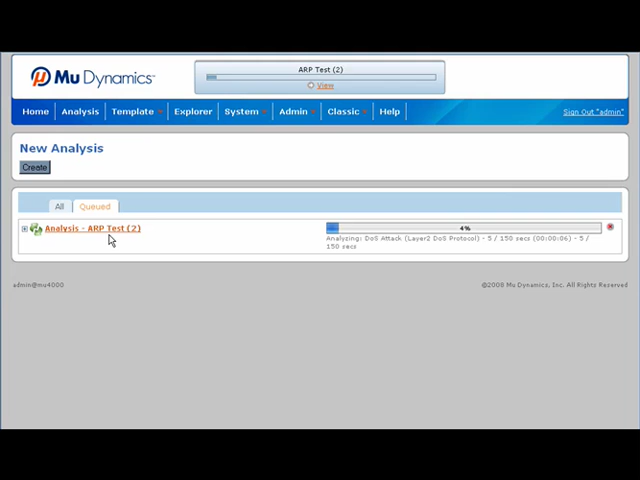 ARP Test (2)
Mu Dynamics
View
Home Analysis Template Explorer System Admin Classic Help Sign Out "admin"
New Analysis
Create
All Queued
Analysis - ARP Test (2) 4%
Analyzing: DoS Attack (Layer2 DoS Protocol) - 5 / 150 secs (00:00:06) - 5 /
150 secs
admin@mu4000 ©2008 Mu Dynamics, Inc. All Rights Reserved